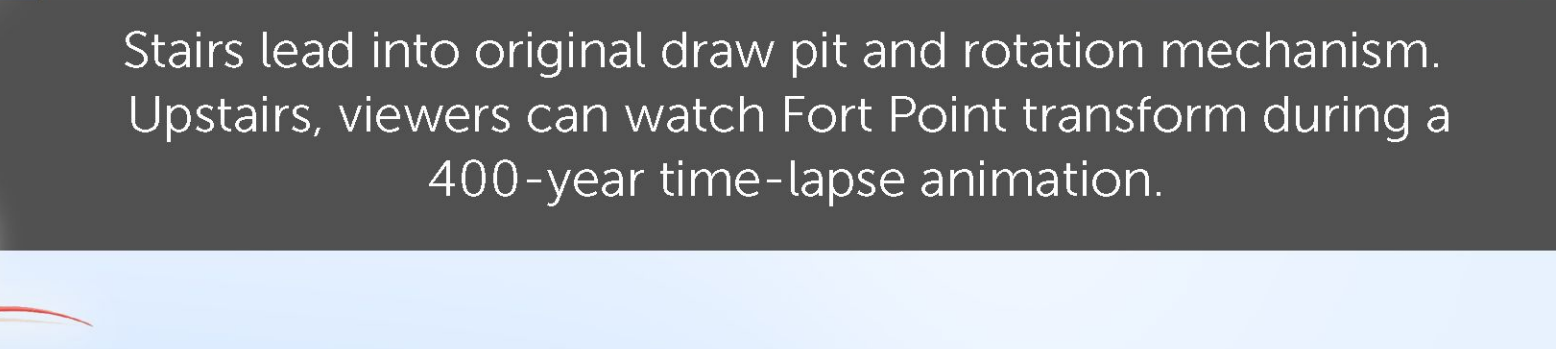 Stairs lead into original draw pit and rotation mechanism.
Upstairs, viewers can watch Fort Point transform during a
400-year time-lapse animation.